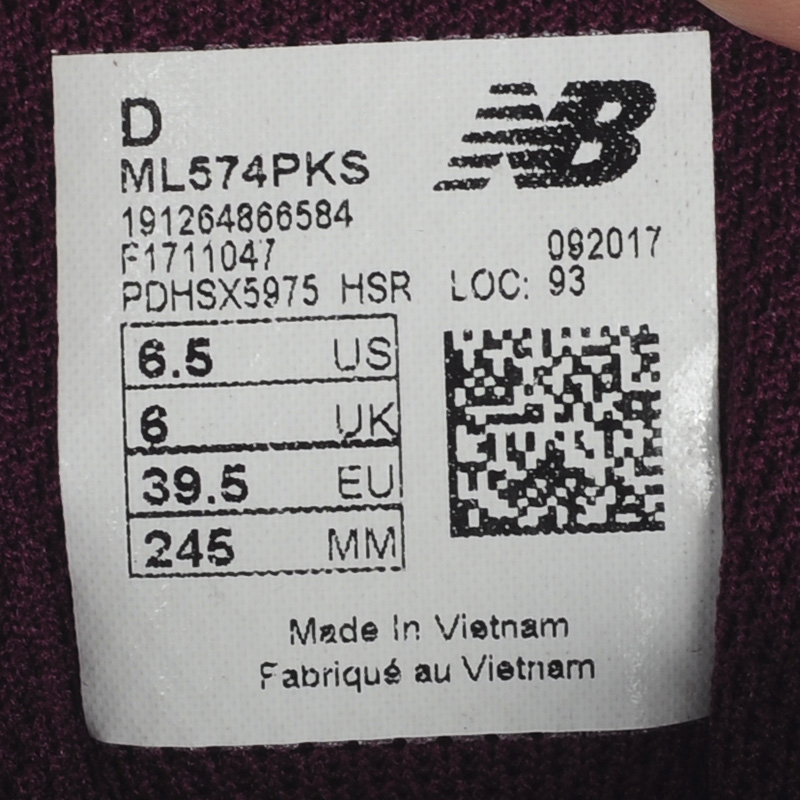 D
NB
ML574PKS
191264866584
F1711047
092017
PDHSX5975 HSR LOC: 93
6.5 US
6 UK
39.5 EU
245 MM
Made In Vietnam
Fabriqué au Vietnam